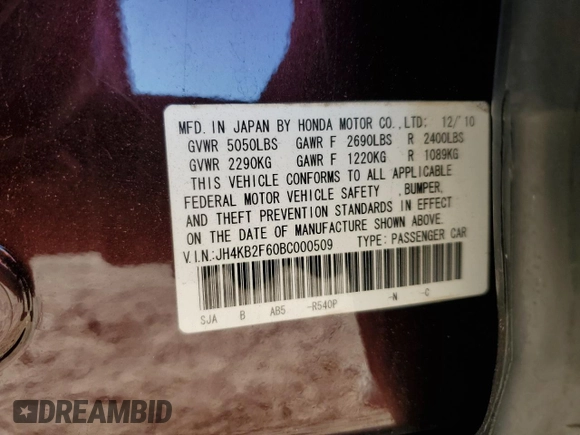 MFD. IN JAPAN BY HONDA MOTOR CO.,LTD: 12/'10
GVWR 5050LBS GAWR F 2690LBS R 2400LBS
GVWR 2290KG GAWR F 1220KG R 1089KG
THIS VEHICLE CONFORMS TO ALL APPLICABLE
FEDERAL MOTOR VEHICLE SAFETY ,BUMPER,
AND THEFT PREVENTION STANDARDS IN EFFECT
ON THE DATE OF MANUFACTURE SHOWN ABOVE.
V.I.N:JH4KB2F60BC000509 TYPE: PASSENGER CAR
SJA B AB5 -R540P -N -C
DREAMBID